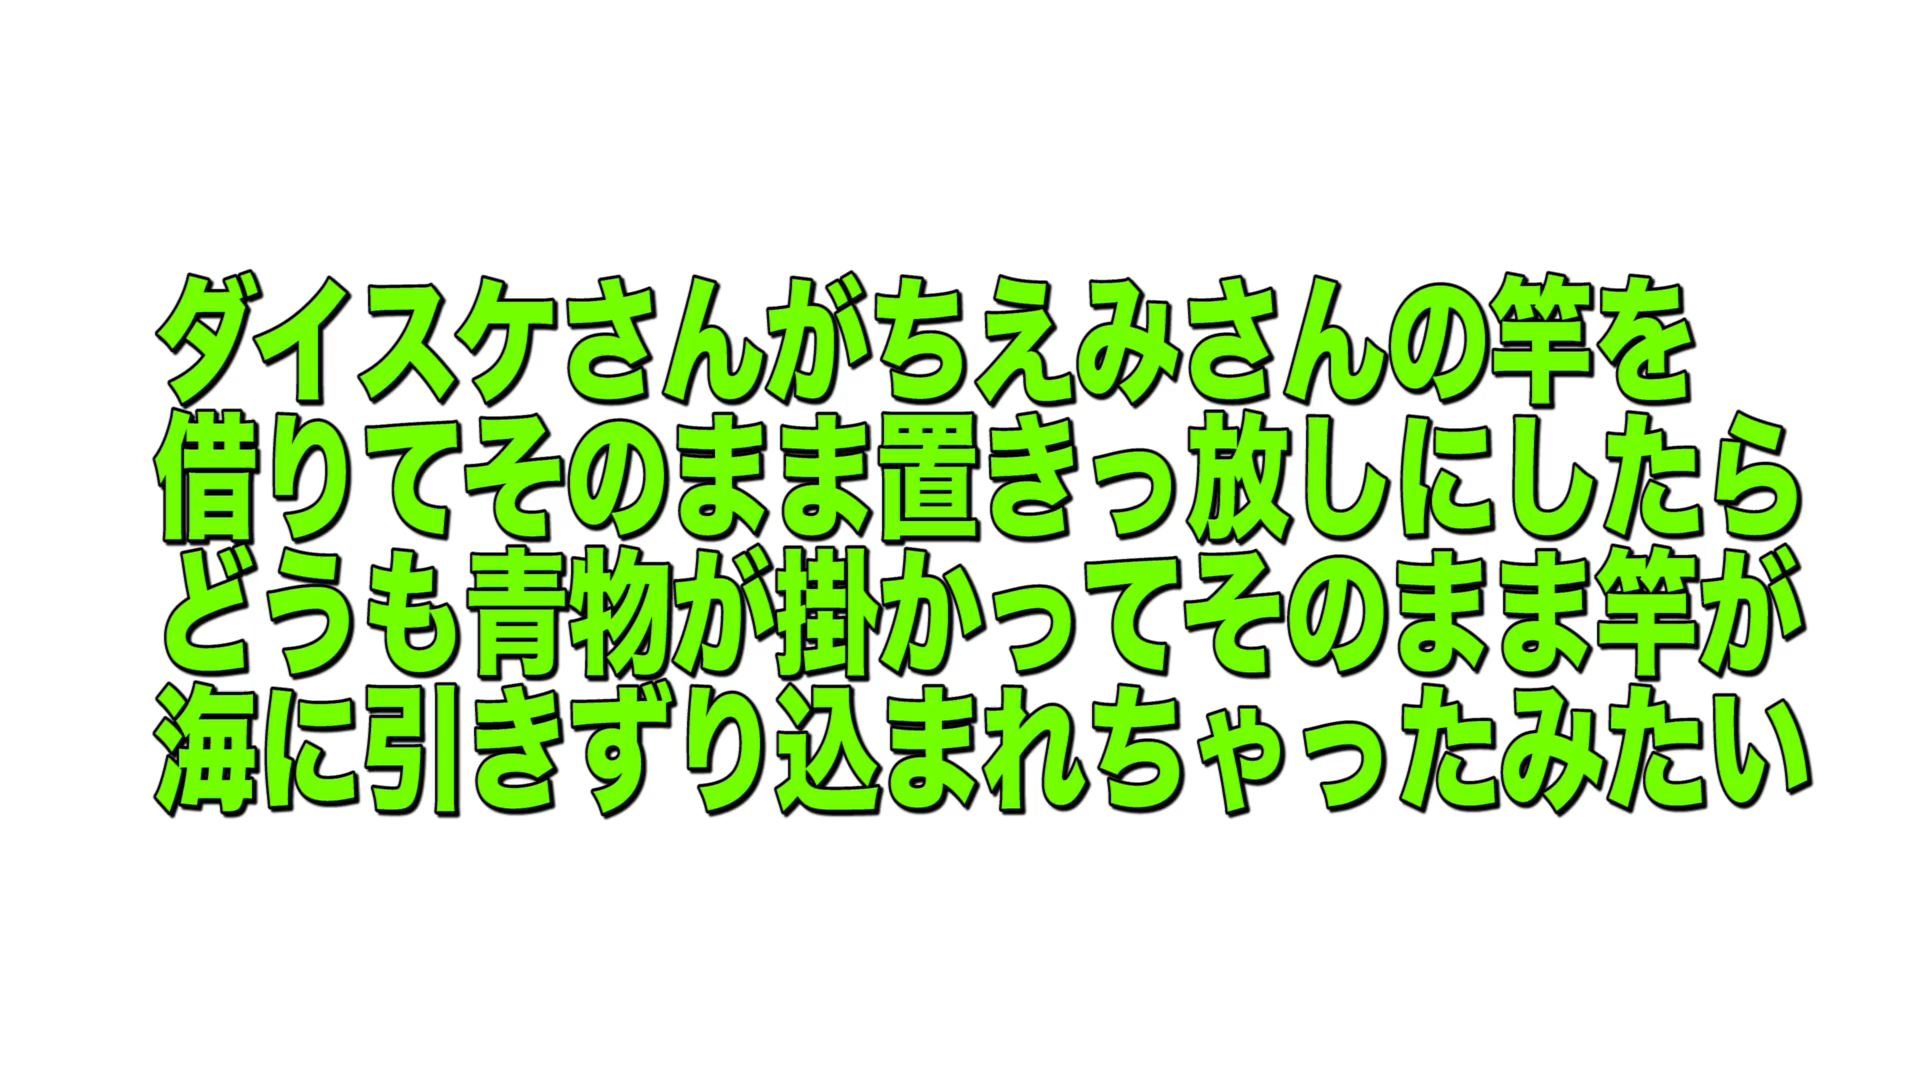 ダイスケさんがちえみさんの竿を
借りてそのまま置きっ放しにしたら
どうも青物が掛かってそのまま竿が
海に引きずり込まれちゃったみたい